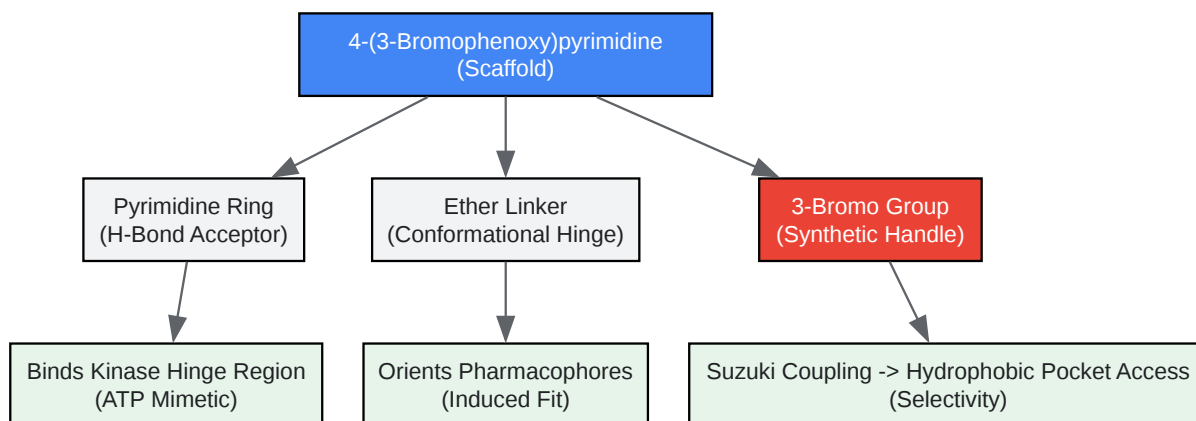 4-(3-Bromophenoxy)pyrimidine
(Scaffold)
Pyrimidine Ring
(H-Bond Acceptor)
Ether Linker
(Conformational Hinge)
3-Bromo Group
(Synthetic Handle)
Binds Kinase Hinge Region
(ATP Mimetic)
Orients Pharmacophores
(Induced Fit)
Suzuki Coupling -> Hydrophobic Pocket Access
(Selectivity)